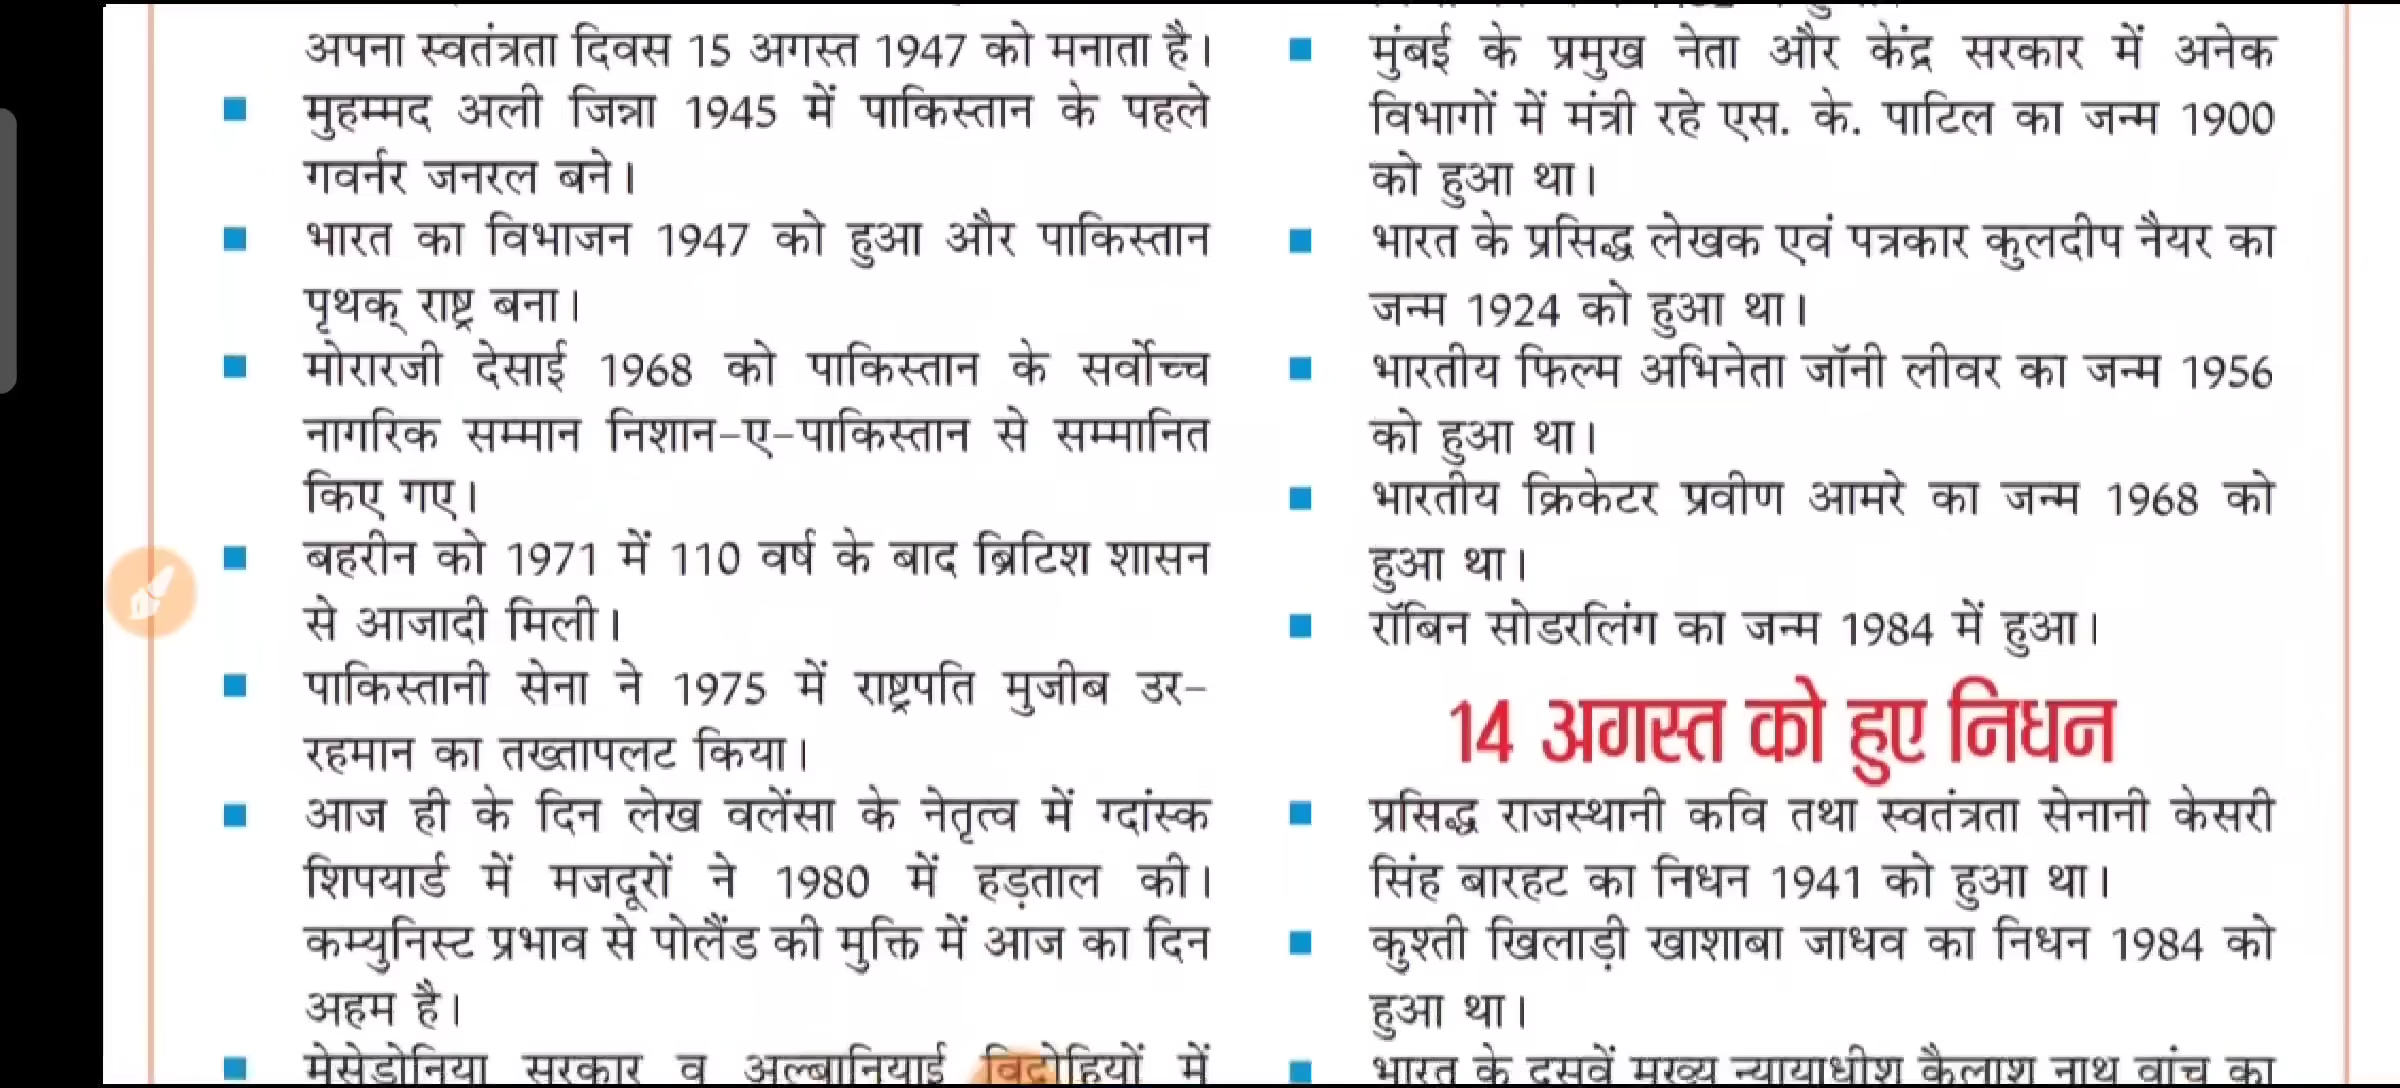 अपना स्वतंत्रता दिवस 15 अगस्त 1947 को मनाता है।
मुहम्मद अली जिन्ना 1945 में पाकिस्तान के पहले
गवर्नर जनरल बने।
भारत का विभाजन 1947 को हुआ और पाकिस्तान
पृथक् राष्ट्र बना।
मोरारजी देसाई 1968 को पाकिस्तान के सर्वोच्च
नागरिक सम्मान निशान-ए-पाकिस्तान से सम्मानित
किए गए।
बहरीन को 1971 में 110 वर्ष के बाद ब्रिटिश शासन
से आजादी मिली।
पाकिस्तानी सेना ने 1975 में राष्ट्रपति मुजीब उर-
रहमान का तख्तापलट किया।
आज ही के दिन लेख वलेंसा के नेतृत्व में ग्दांस्क
शिपयार्ड में मजदूरों ने 1980 में हड़ताल की।
कम्युनिस्ट प्रभाव से पोलैंड की मुक्ति में आज का दिन
अहम है।
मेसेडोनिया सरकार व अल्बानियाई विद्रोहियों में
मुंबई के प्रमुख नेता और केंद्र सरकार में अनेक
विभागों में मंत्री रहे एस. के. पाटिल का जन्म 1900
को हुआ था।
भारत के प्रसिद्ध लेखक एवं पत्रकार कुलदीप नैयर का
जन्म 1924 को हुआ था।
भारतीय फिल्म अभिनेता जॉनी लीवर का जन्म 1956
को हुआ था।
भारतीय क्रिकेटर प्रवीण आमरे का जन्म 1968 को
हुआ था।
रॉबिन सोडरलिंग का जन्म 1984 में हुआ।
14 अगस्त को हुए निधन
प्रसिद्ध राजस्थानी कवि तथा स्वतंत्रता सेनानी केसरी
सिंह बारहट का निधन 1941 को हुआ था।
कुश्ती खिलाड़ी खाशाबा जाधव का निधन 1984 को
हुआ था।
भारत के दसवें मुख्य न्यायाधीश कैलाश नाथ वांचू का